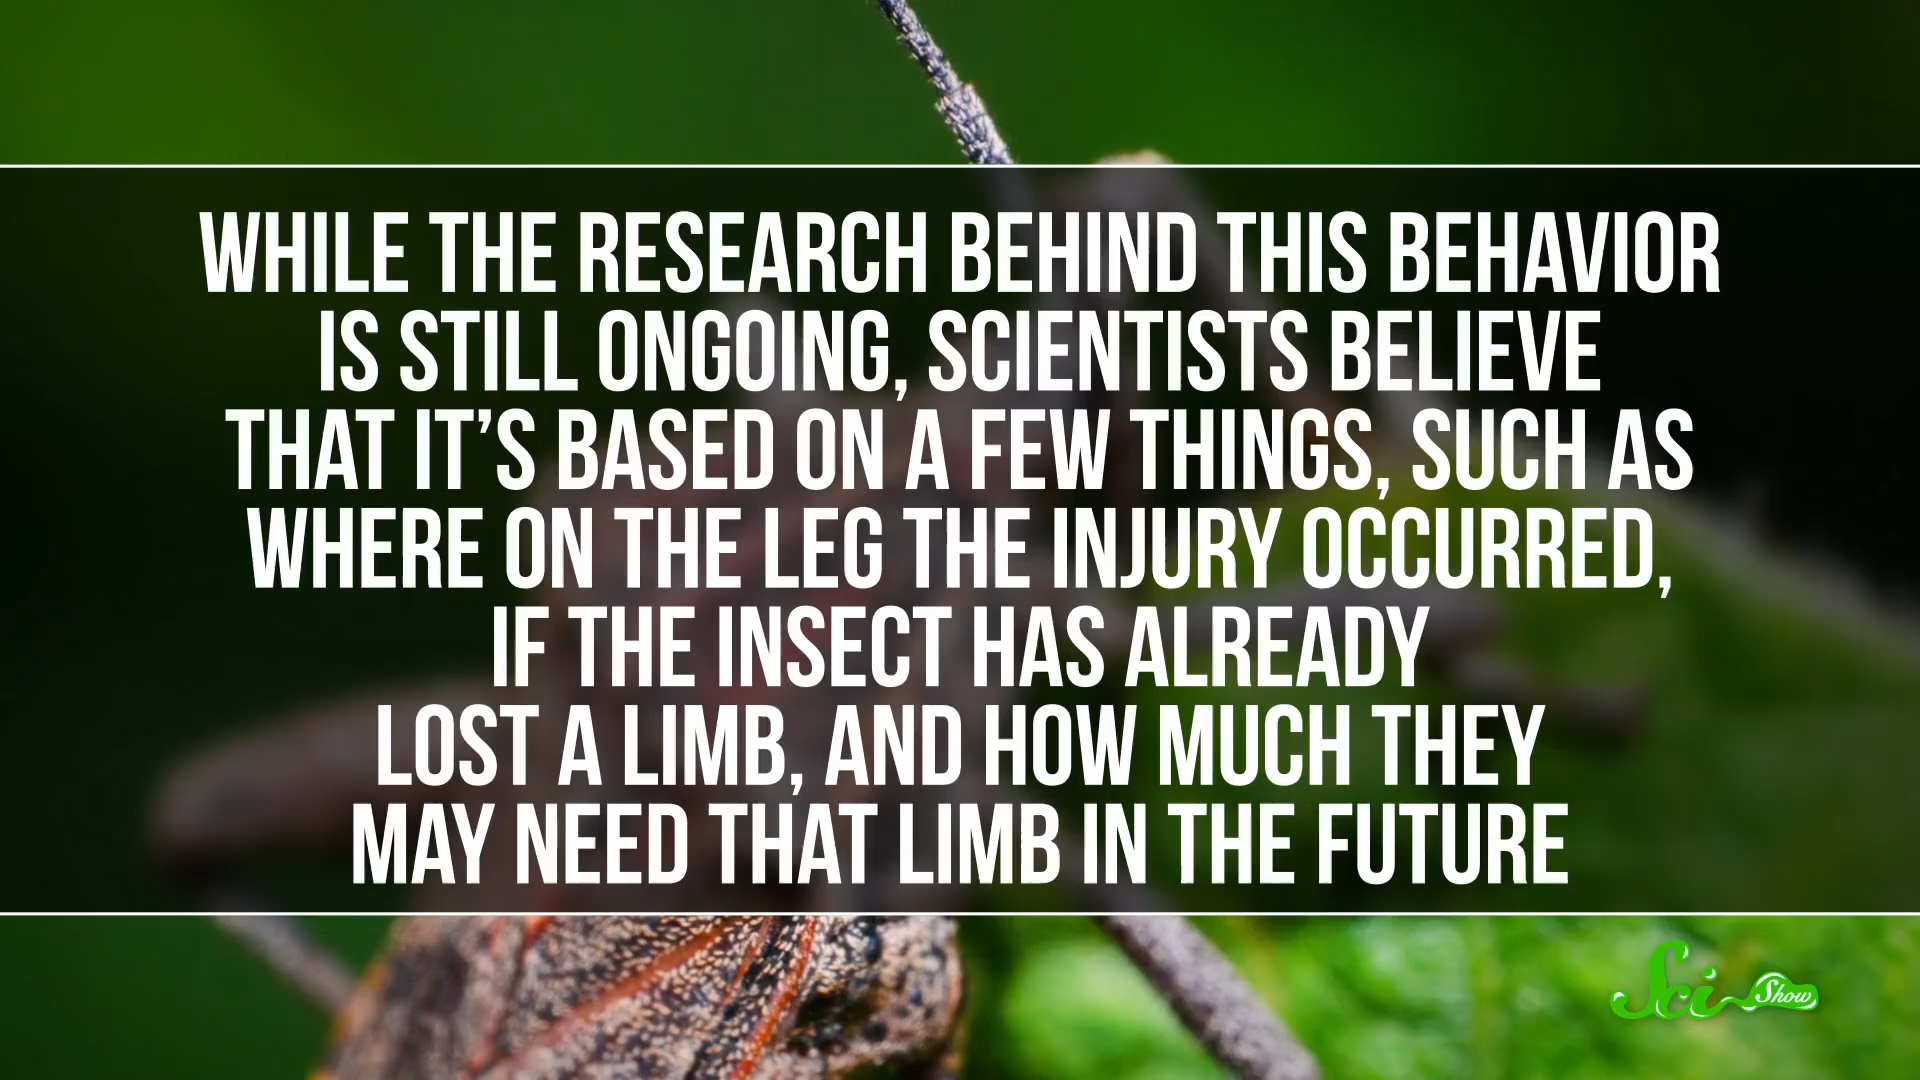 WHILE THE RESEARCH BEHIND THIS BEHAVIOR
IS STILL ONGOING, SCIENTISTS BELIEVE
THAT IT’S BASED ON A FEW THINGS, SUCH AS
WHERE ON THE LEG THE INJURY OCCURRED,
IF THE INSECT HAS ALREADY
LOST A LIMB, AND HOW MUCH THEY
MAY NEED THAT LIMB IN THE FUTURE
Sci Show